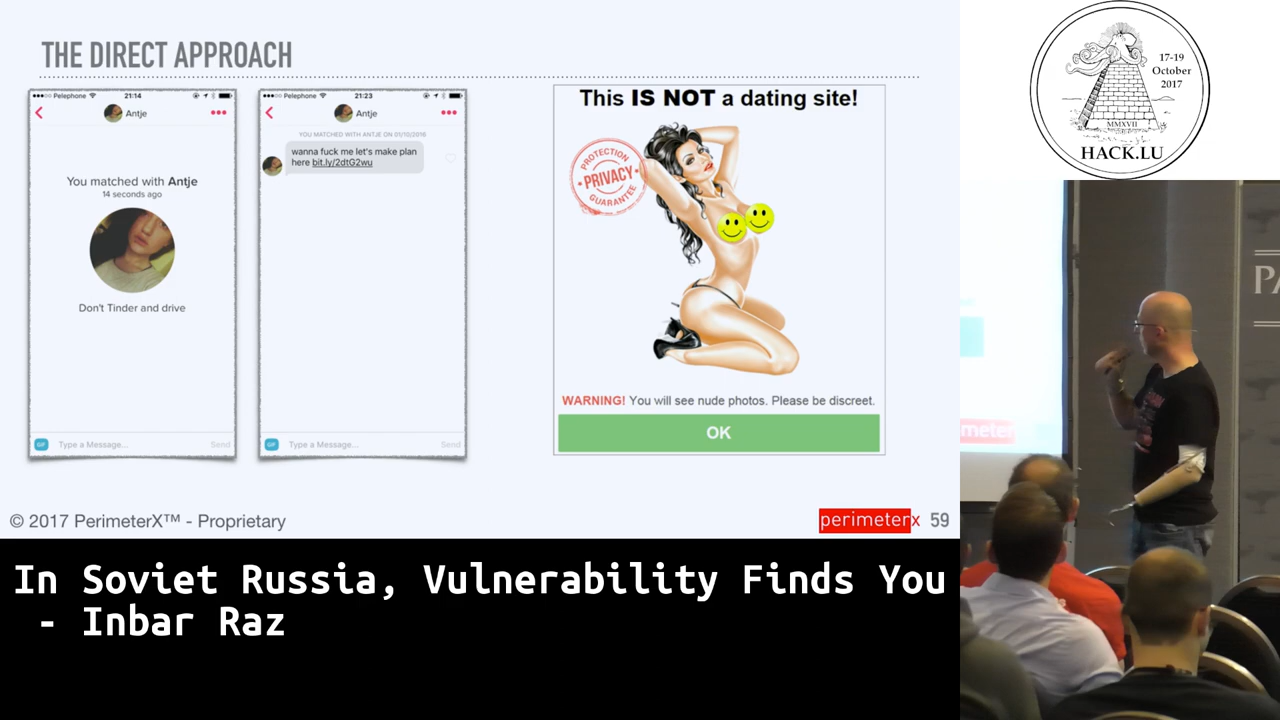 THE DIRECT APPROACH
Pelephone 21:14
Antje
You matched with Antje
14 seconds ago
Don't Tinder and drive
GIF Type a Message... Send
Pelephone 21:23
Antje
YOU MATCHED WITH ANTJE ON 01/10/2016
wanna fuck me let's make plan
here bit.ly/2dtG2wu
GIF Type a Message... Send
This IS NOT a dating site!
PROTECTION
PRIVACY
GUARANTEE
WARNING! You will see nude photos. Please be discreet.
OK
© 2017 PerimeterX™ - Proprietary
perimeterx 59
17-19
October
2017
MMXVII
HACK.LU
PA
meter
In Soviet Russia, Vulnerability Finds You
- Inbar Raz